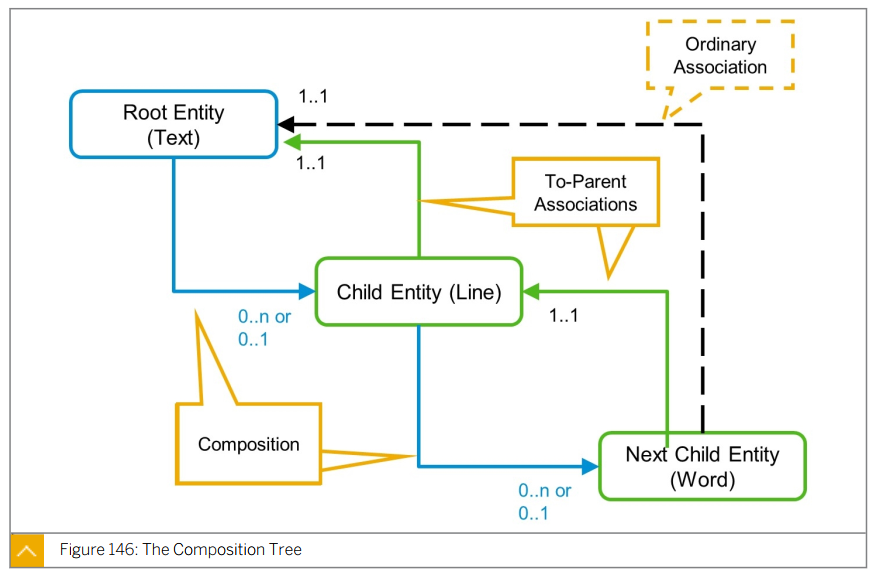 Ordinary
Association
1..1
Root Entity
(Text)
1..1
To-Parent
Associations
Child Entity (Line)
0..n or
0..1
1..1
Composition
Next Child Entity
(Word)
0..n or
0..1
Figure 146: The Composition Tree